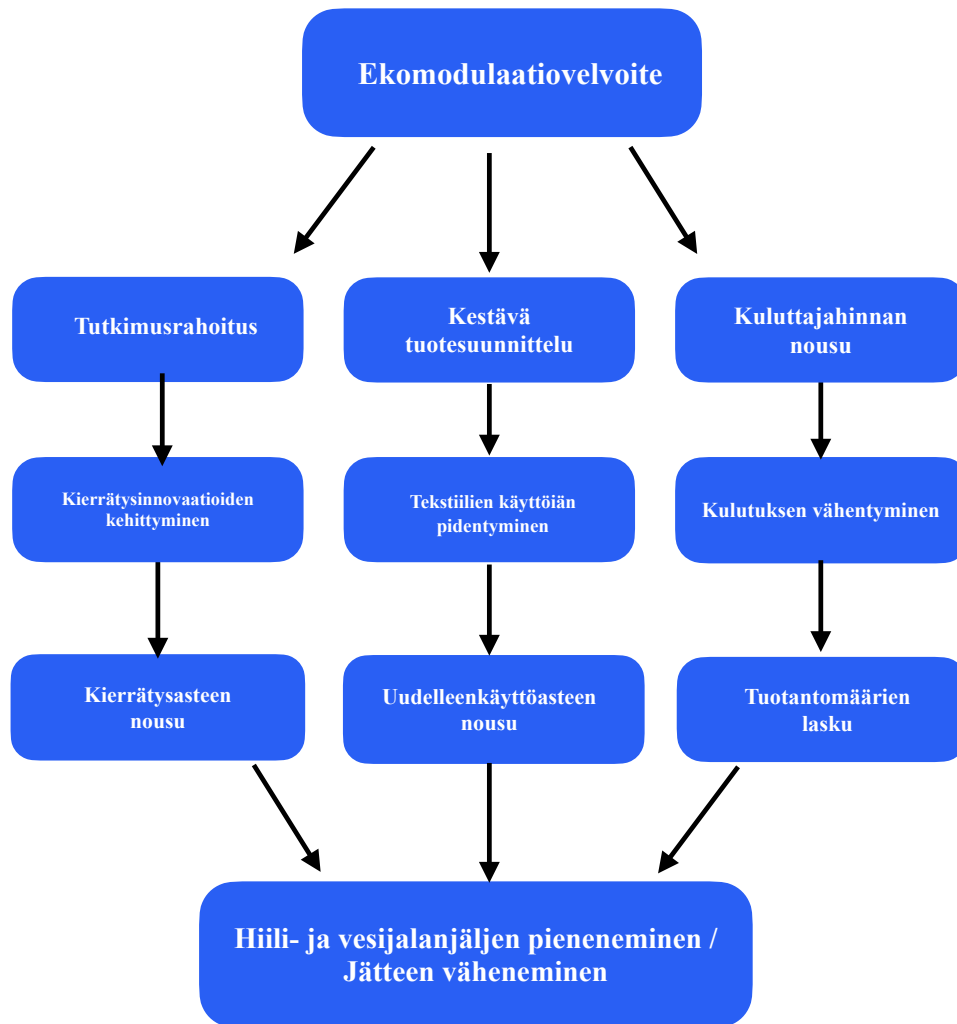 Ekomodulaatiovelvoite
Tutkimusrahoitus
Kestävä
tuotesuunnittelu
Kuluttajahinnan
nousu
Kierrätysinnovaatioiden
kehittyminen
Tekstiilien käyttöiän
pidentyminen
Kulutuksen vähentyminen
Kierrätysasteen
nousu
Uudelleenkäyttöasteen
nousu
Tuotantomäärien
lasku
Hiili- ja vesijalanjäljen pieneneminen /
Jätteen väheneminen